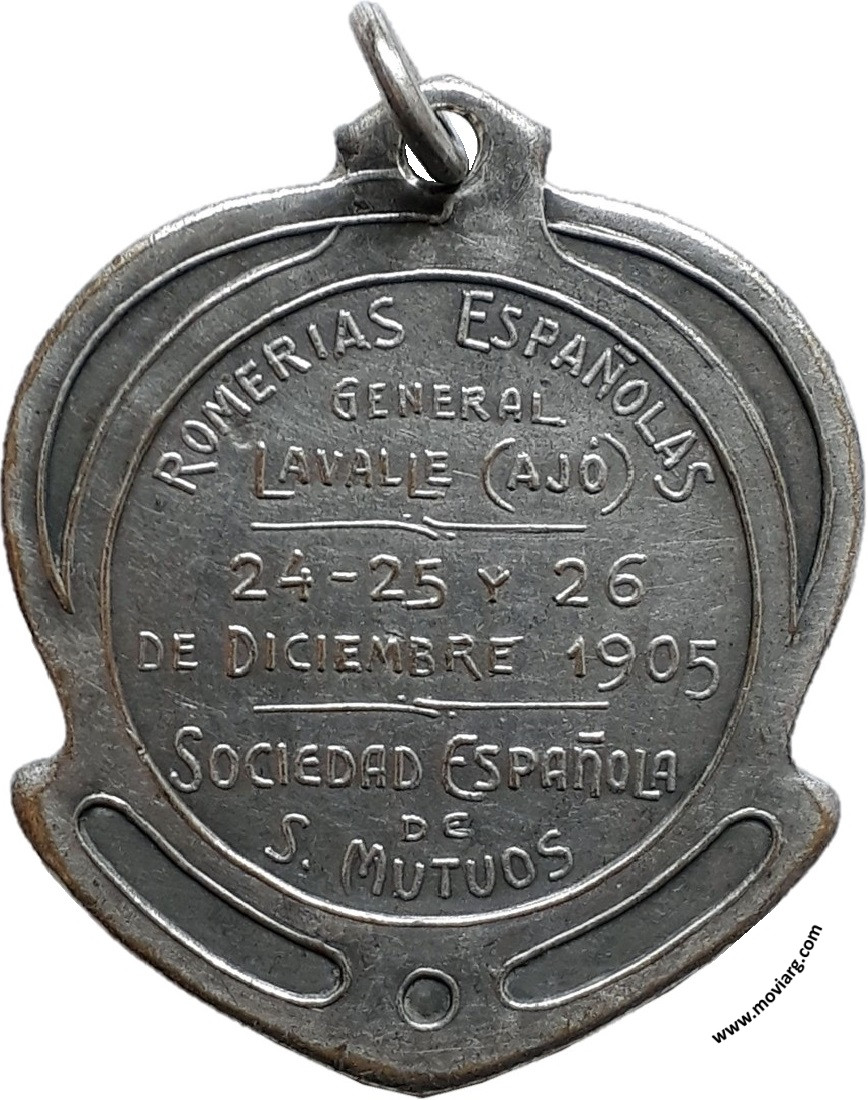 ROMERIAS ESPAÑOLAS
GENERAL
LAVALLE (AJÓ)
24-25 Y 26
DE DICIEMBRE 1905
SOCIEDAD ESPAÑOLA
DE
S. MUTUOS
www.moviarg.com